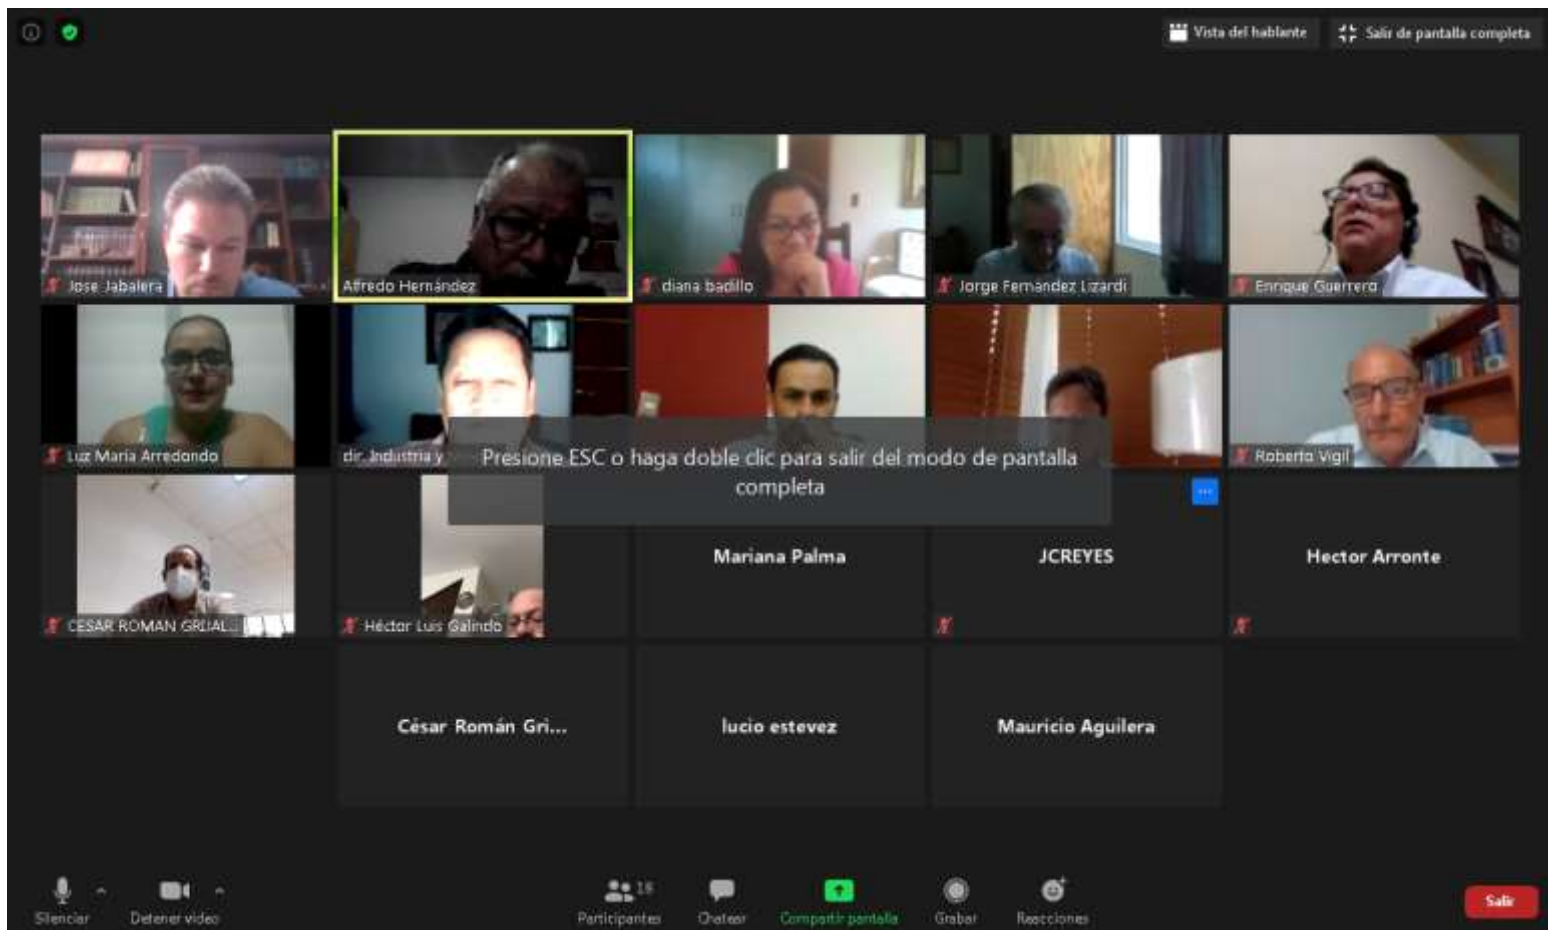 Vista del hablante
Salir de pantalla completa
Jose Jabalera
Alfredo Hernández
diana badillo
Jorge Fernández Lizardi
Enrique Guerrero
Luz María Arredondo
dir. Industria y
Presione ESC o haga doble clic para salir del modo de pantalla
completa
Roberto Vigil
CESAR ROMAN GRIJAL...
Héctor Luis Galindo
Mariana Palma
JCREYES
Hector Arronte
César Román Gri...
lucio estevez
Mauricio Aguilera
Silenciar
Detener video
18
Participantes
Chatear
Compartir pantalla
Grabar
Reacciones
Salir